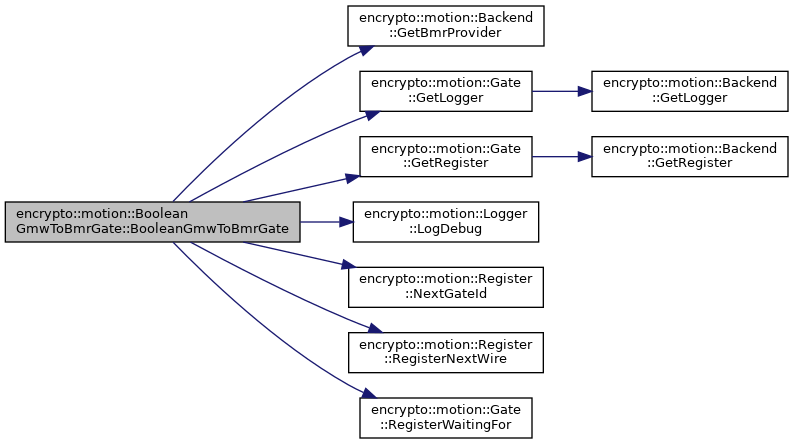 encrypto::motion::Boolean
GmwToBmrGate::BooleanGmwToBmrGate
encrypto::motion::Backend
::GetBmrProvider
encrypto::motion::Gate
::GetLogger
encrypto::motion::Backend
::GetLogger
encrypto::motion::Gate
::GetRegister
encrypto::motion::Backend
::GetRegister
encrypto::motion::Logger
::LogDebug
encrypto::motion::Register
::NextGateId
encrypto::motion::Register
::RegisterNextWire
encrypto::motion::Gate
::RegisterWaitingFor